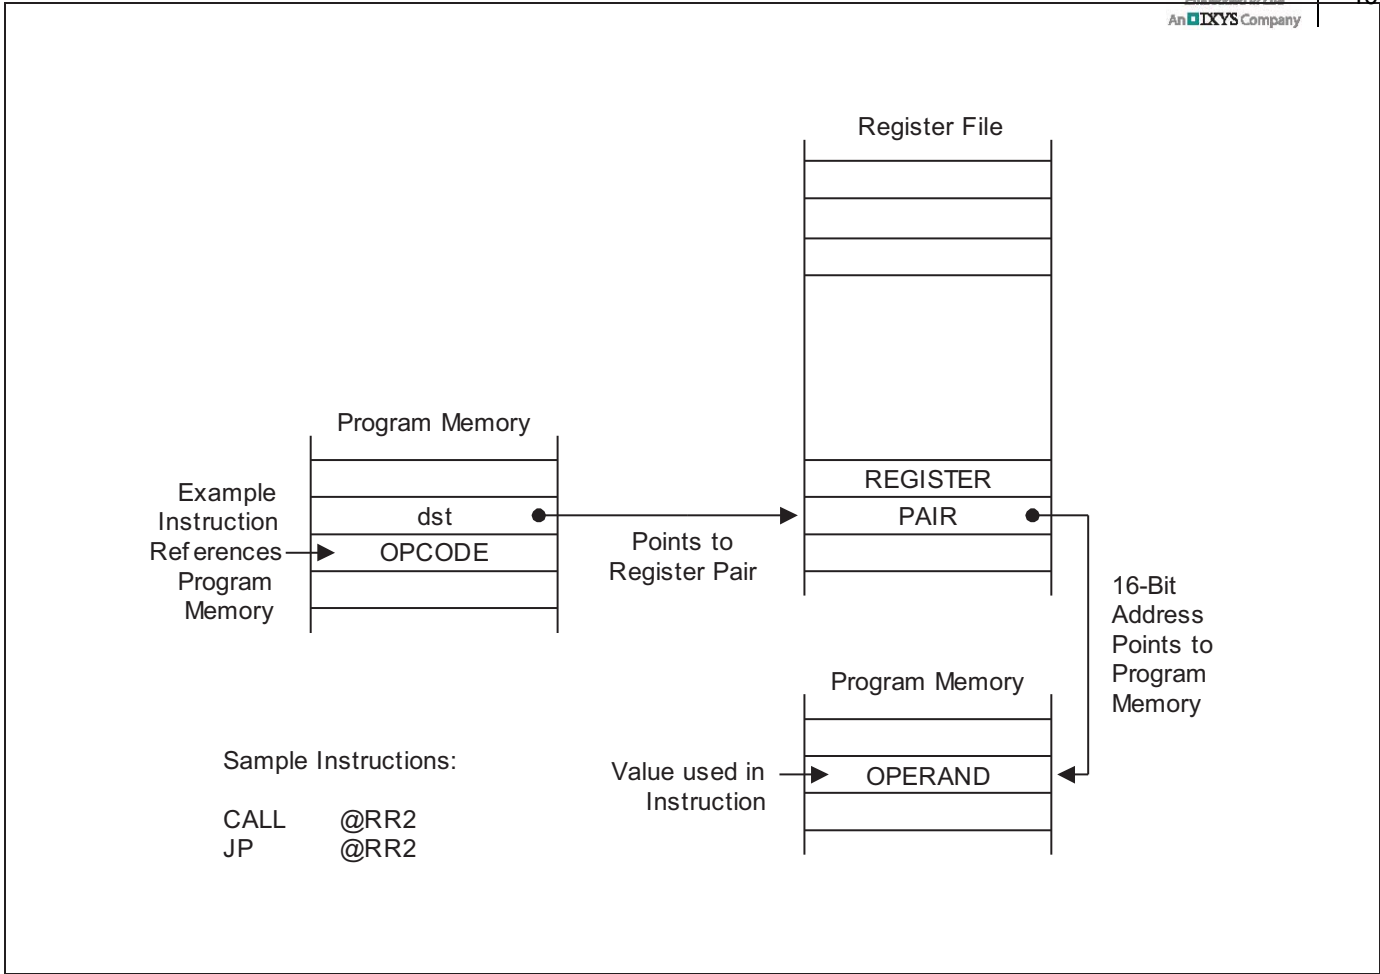 An IXYS Company
Register File
Program Memory
REGISTER
Example
Instruction
References
Program
Memory
dst
OPCODE
PAIR
Points to
Register Pair
16-Bit
Address
Points to
Program
Memory
Program Memory
Sample Instructions:
CALL @RR2
JP @RR2
Value used in
Instruction
OPERAND